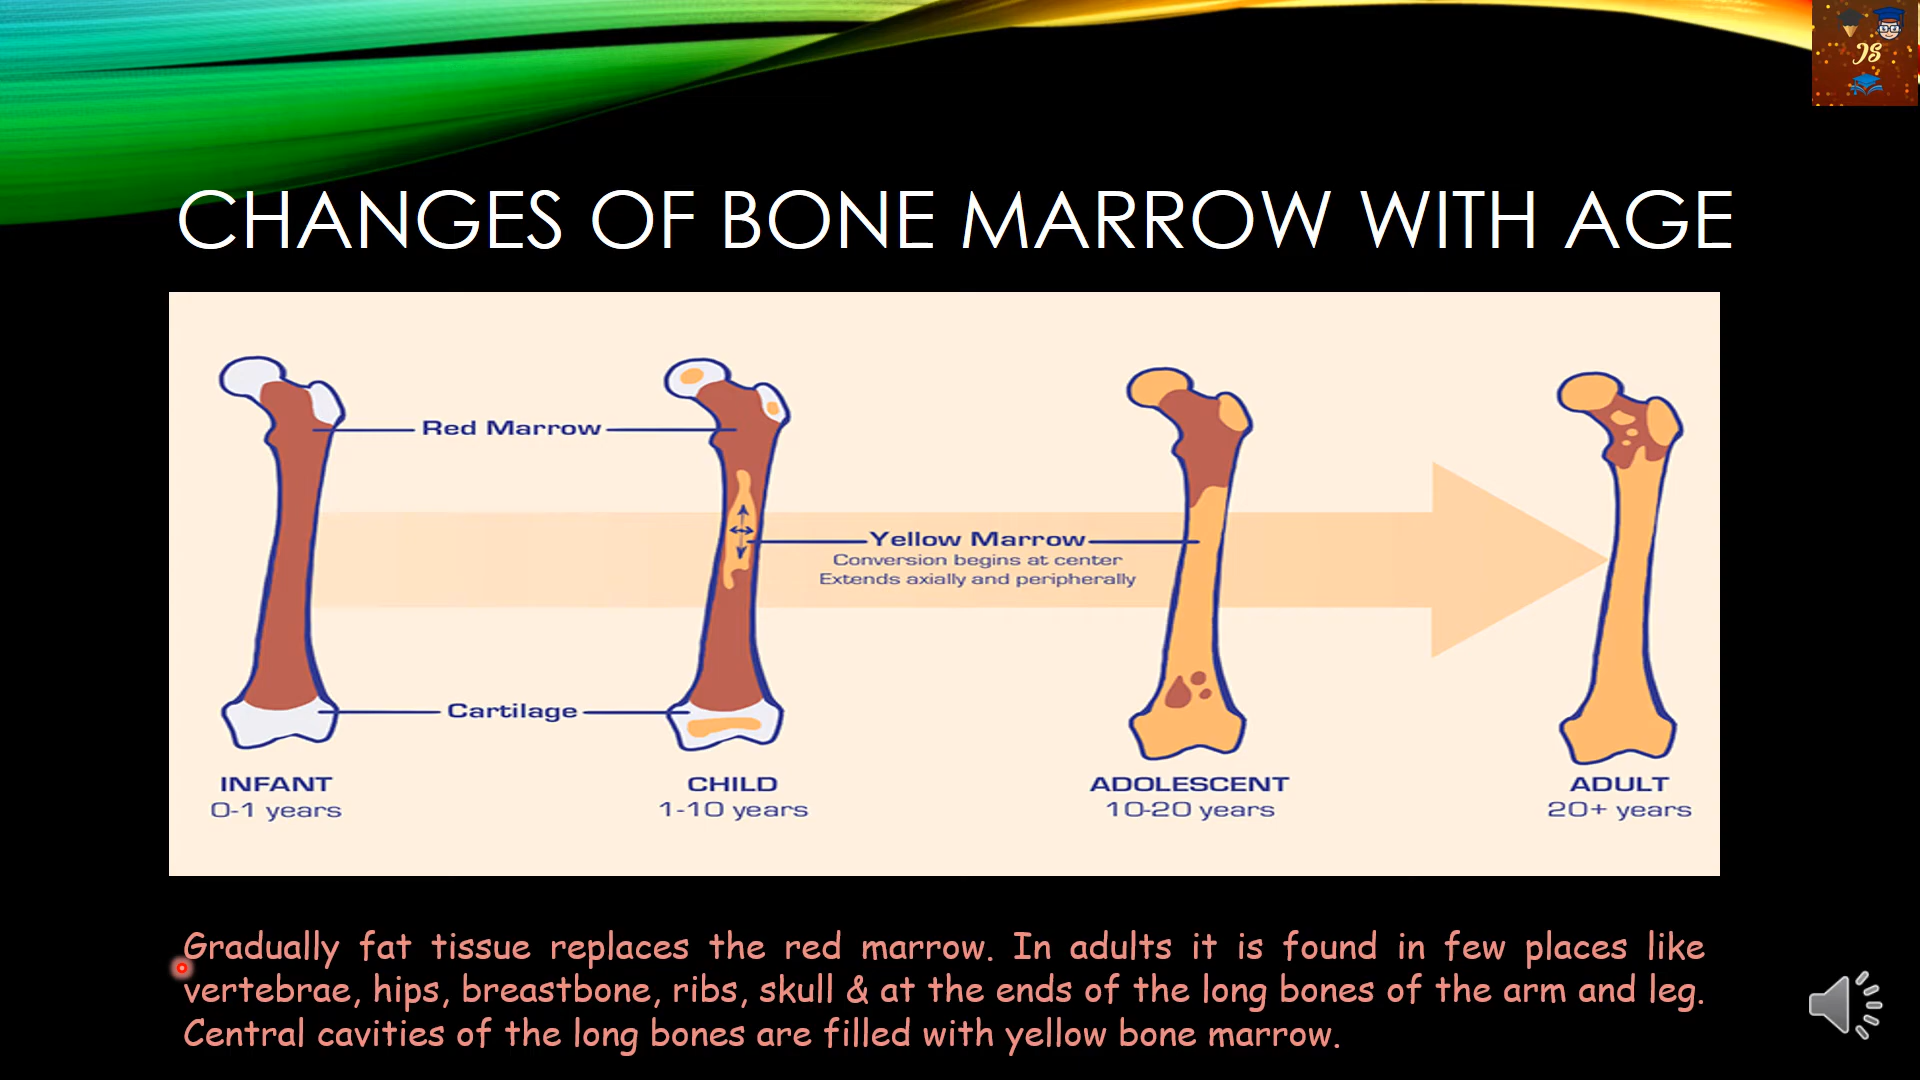 JS
CHANGES OF BONE MARROW WITH AGE
Red Marrow
Yellow Marrow
Conversion begins at center
Extends axially and peripherally
Cartilage
INFANT
0-1 years
CHILD
1-10 years
ADOLESCENT
10-20 years
ADULT
20+ years
Gradually fat tissue replaces the red marrow. In adults it is found in few places like
vertebrae, hips, breastbone, ribs, skull & at the ends of the long bones of the arm and leg.
Central cavities of the long bones are filled with yellow bone marrow.